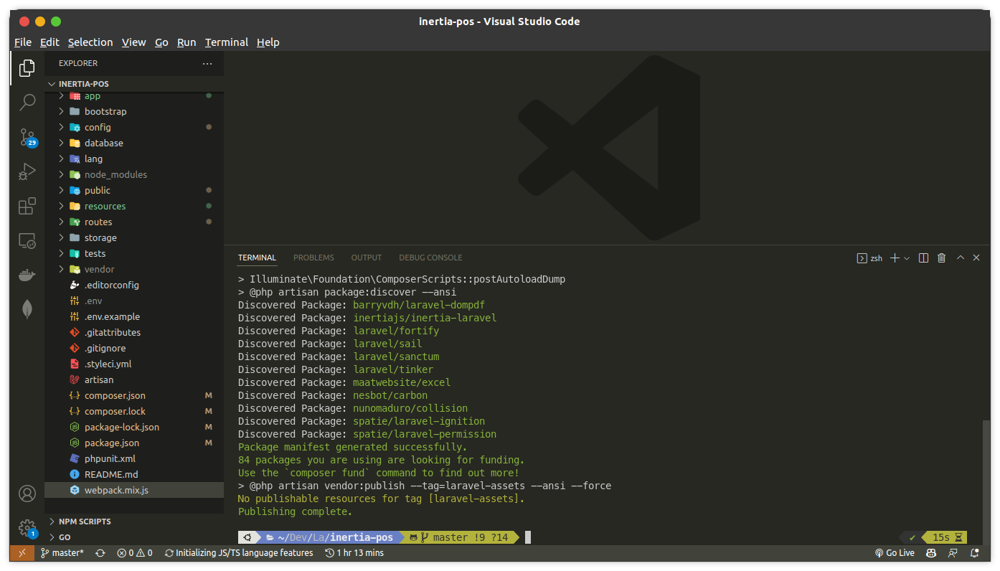 inertia-pos - Visual Studio Code
File Edit Selection View Go Run Terminal Help
EXPLORER
INERTIA-POS
app
bootstrap
config
database
lang
node_modules
public
resources
routes
storage
tests
vendor
.editorconfig
.env
.env.example
.gitattributes
.gitignore
.styleci.yml
artisan
composer.json M
composer.lock M
package-lock.json M
package.json M
phpunit.xml
README.md
webpack.mix.js
NPM SCRIPTS
GO
29
1
TERMINAL PROBLEMS OUTPUT DEBUG CONSOLE zsh
> Illuminate\Foundation\ComposerScripts::postAutoloadDump
> @php artisan package:discover --ansi
Discovered Package: barryvdh/laravel-dompdf
Discovered Package: inertiajs/inertia-laravel
Discovered Package: laravel/fortify
Discovered Package: laravel/sail
Discovered Package: laravel/sanctum
Discovered Package: laravel/tinker
Discovered Package: maatwebsite/excel
Discovered Package: nesbot/carbon
Discovered Package: nunomaduro/collision
Discovered Package: spatie/laravel-ignition
Discovered Package: spatie/laravel-permission
Package manifest generated successfully.
84 packages you are using are looking for funding.
Use the `composer fund` command to find out more!
> @php artisan vendor:publish --tag=laravel-assets --ansi --force
No publishable resources for tag [laravel-assets].
Publishing complete.
~/Dev/La/inertia-pos master !9 ?14 ✔ 15s
master* 0 0 Initializing JS/TS language features 1 hr 13 mins Go Live